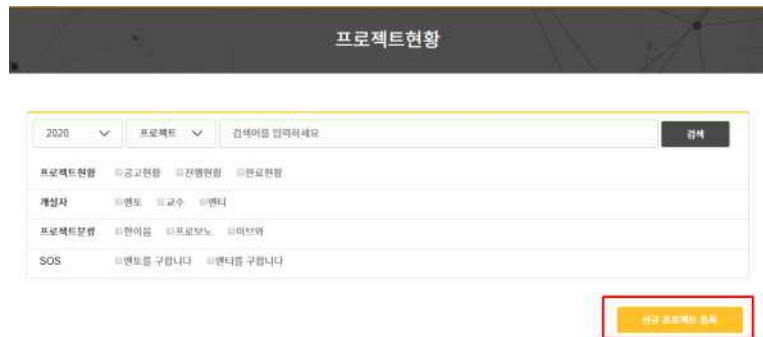 프로젝트현황
2020 프로젝트 검색어를 입력하세요 검색
프로젝트현황 공고현황 진행현황 완료현황
개설자 멘토 교수 멘티
프로젝트분류 한이음 프로보노 이브와
SOS 멘토를 구합니다 멘티를 구합니다
신규 프로젝트 등록